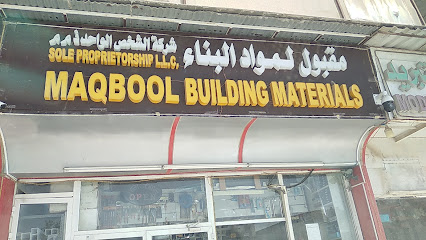 مقبول لمواد البناء
شركة الشخص الواحد ذ.م.م
SOLE PROPRIETORSHIP L.L.C.
MAQBOOL BUILDING MATERIALS